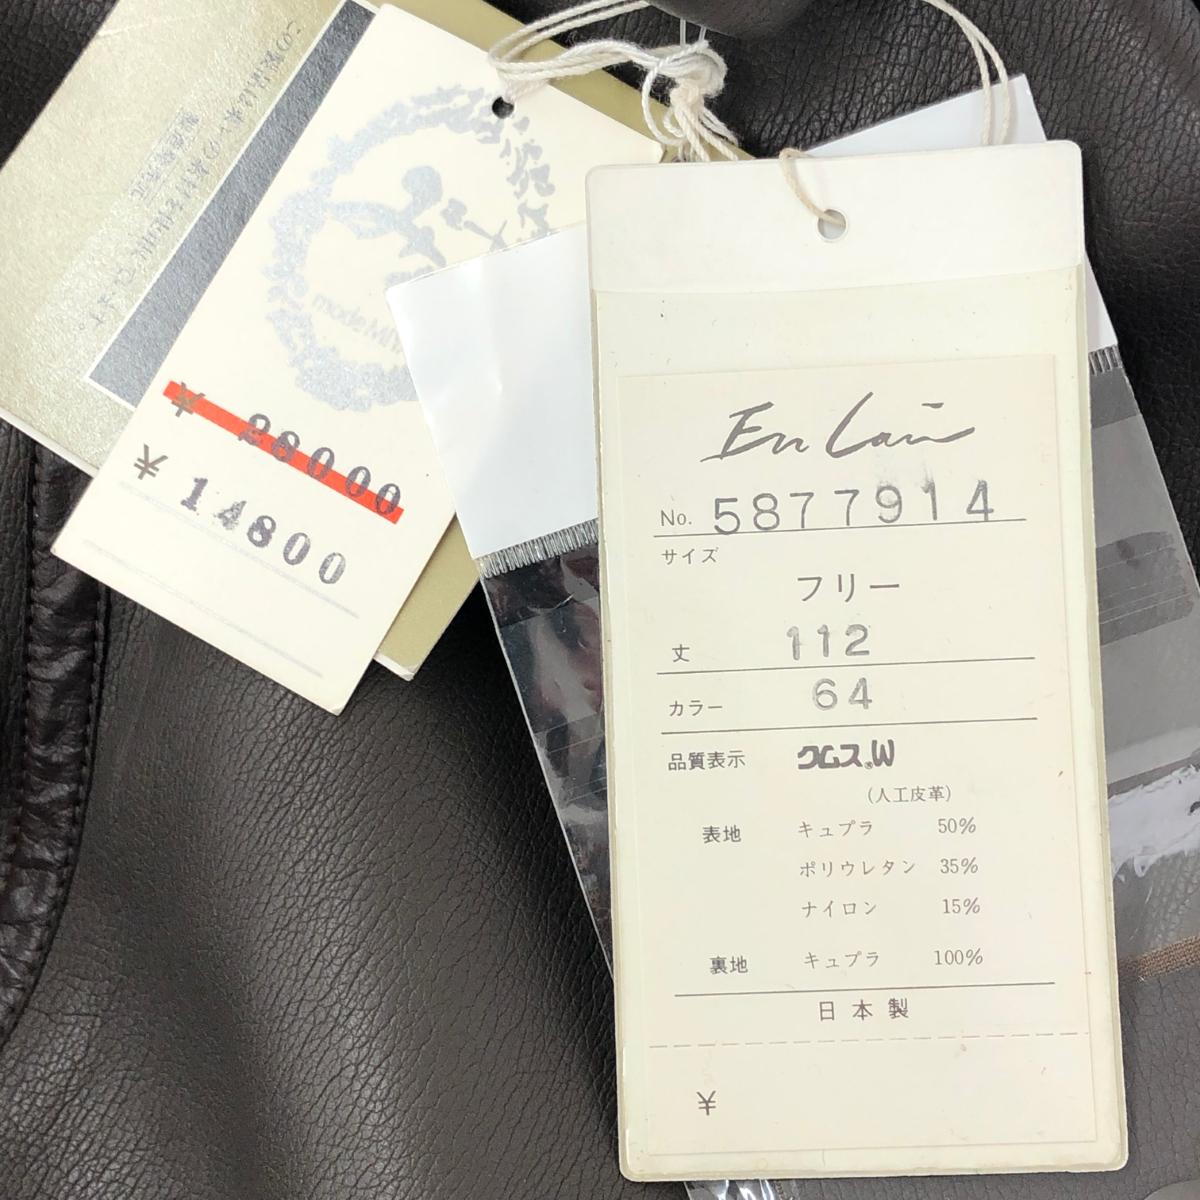 ¥ 28000
¥ 14800
En Lani
No. 5877914
サイズ
フリー
丈 112
カラー 64
品質表示 クムス®W
(人工皮革)
表地 キュプラ 50%
ポリウレタン 35%
ナイロン 15%
裏地 キュプラ 100%
日本製
¥